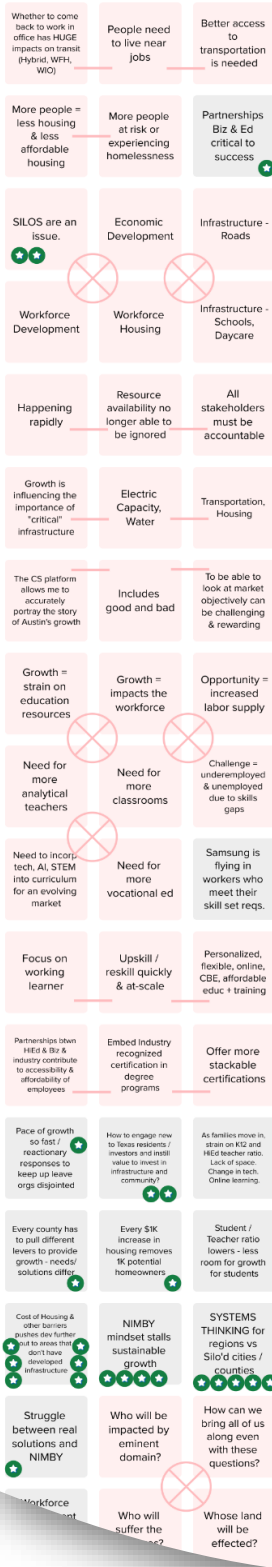 Whether to come
back to work in
office has HUGE
impacts on transit
(Hybrid, WFH,
WIO)
People need
to live near
jobs
Better access
to
transportation
is needed
More people =
less housing
& less
affordable
housing
More people
at risk or
experiencing
homelessness
Partnerships
Biz & Ed
critical to
success
SILOS are an
issue.
Economic
Development
Infrastructure -
Roads
Workforce
Development
Workforce
Housing
Infrastructure -
Schools,
Daycare
Happening
rapidly
Resource
availability no
longer able to
be ignored
All
stakeholders
must be
accountable
Growth is
influencing the
importance of
"critical"
infrastructure
Electric
Capacity,
Water
Transportation,
Housing
The CS platform
allows me to
accurately
portray the story
of Austin's growth
Includes
good and bad
To be able to
look at market
objectively can
be challenging
& rewarding
Growth =
strain on
education
resources
Growth =
impacts the
workforce
Opportunity =
increased
labor supply
Need for
more
analytical
teachers
Need for
more
classrooms
Challenge =
underemployed
& unemployed
due to skills
gaps
Need to incorp
tech, AI, STEM
into curriculum
for an evolving
market
Need for
more
vocational ed
Samsung is
flying in
workers who
meet their
skill set reqs.
Focus on
working
learner
Upskill /
reskill quickly
& at-scale
Personalized,
flexible, online,
CBE, affordable
educ + training
Partnerships btwn
HiEd & Biz &
industry contribute
to accessibility &
affordability of
employees
Embed Industry
recognized
certification in
degree
programs
Offer more
stackable
certifications
Pace of growth
so fast /
reactionary
responses to
keep up leave
orgs disjointed
How to engage new
to Texas residents /
investors and instill
value to invest in
infrastructure and
community?
As families move in,
strain on K12 and
HiEd teacher ratio.
Lack of space.
Change in tech.
Online learning.
Every county has
to pull different
levers to provide
growth - needs/
solutions differ
Every $1K
increase in
housing removes
1K potential
homeowners
Student /
Teacher ratio
lowers - less
room for growth
for students
Cost of Housing &
other barriers
pushes dev further
out to areas that
don't have
developed
infrastructure
NIMBY
mindset stalls
sustainable
growth
SYSTEMS
THINKING for
regions vs
Silo'd cities /
counties
Struggle
between real
solutions and
NIMBY
Who will be
impacted by
eminent
domain?
How can we
bring all of us
along even
with these
questions?
Workforce
Who will
suffer the
Whose land
will be
effected?